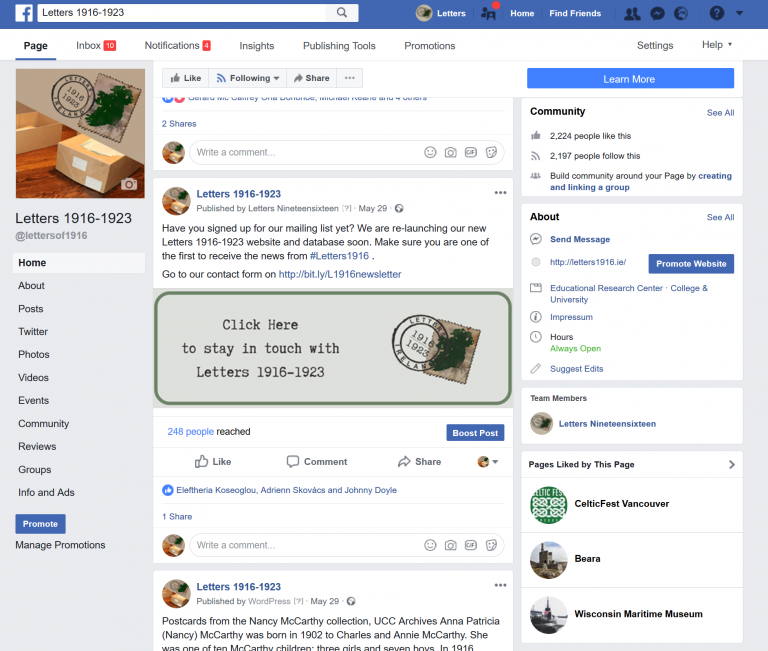 Letters 1916-1923
Letters
Home
Find Friends
Page
Inbox 10
Notifications 4
Insights
Publishing Tools
Promotions
Settings
Help
LETTERS
1916
1923
IRELAND
Letters 1916-1923
@lettersof1916
Home
About
Posts
Twitter
Photos
Videos
Events
Community
Reviews
Groups
Info and Ads
Promote
Manage Promotions
Like
Following
Share
Gerard Mc Caffrey Cna Donohoe, Michael Keane and 4 others
2 Shares
Write a comment...
GIF
Letters 1916-1923
Published by Letters Nineteensixteen [?] · May 29 ·
Have you signed up for our mailing list yet? We are re-launching our new
Letters 1916-1923 website and database soon. Make sure you are one of
the first to receive the news from #Letters1916 .
Go to our contact form on http://bit.ly/L1916newsletter
Click Here
to stay in touch with
Letters 1916-1923
LETTERS
1916
1923
IRELAND
248 people reached
Boost Post
Like
Comment
Share
Eleftheria Koseoglou, Adrienn Skovács and Johnny Doyle
1 Share
Write a comment...
GIF
Letters 1916-1923
Published by WordPress [?] · May 29 ·
Postcards from the Nancy McCarthy collection, UCC Archives Anna Patricia
(Nancy) McCarthy was born in 1902 to Charles and Annie McCarthy. She
was one of ten McCarthy children: three girls and seven boys. In 1916
Learn More
Community
See All
2,224 people like this
2,197 people follow this
Build community around your Page by creating
and linking a group
About
See All
Send Message
http://letters1916.ie/
Promote Website
Educational Research Center · College &
University
Impressum
Hours
Always Open
Suggest Edits
Team Members
Letters Nineteensixteen
Pages Liked by This Page
CELTIC FEST
CelticFest Vancouver
Beara
Wisconsin Maritime Museum